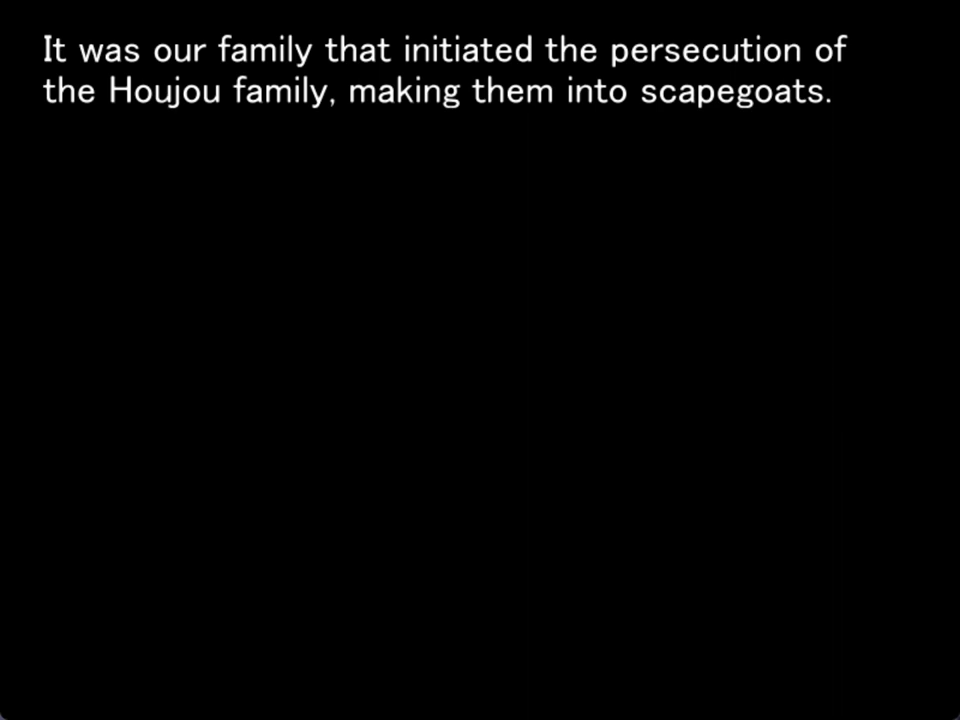 It was our family that initiated the persecution of
the Houjou family, making them into scapegoats.